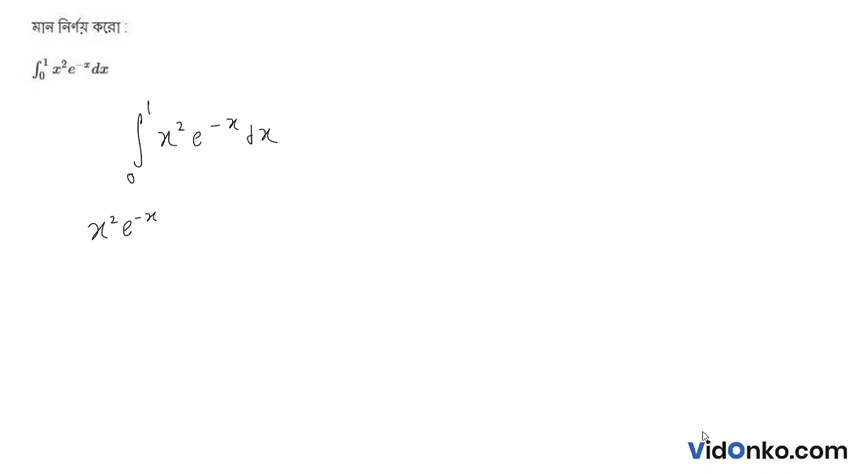 মান নির্ণয় করো :
∫₀¹ x²e⁻ˣdx
∫₀¹ x² e⁻ˣ dx
x² e⁻ˣ
VidOnko.com